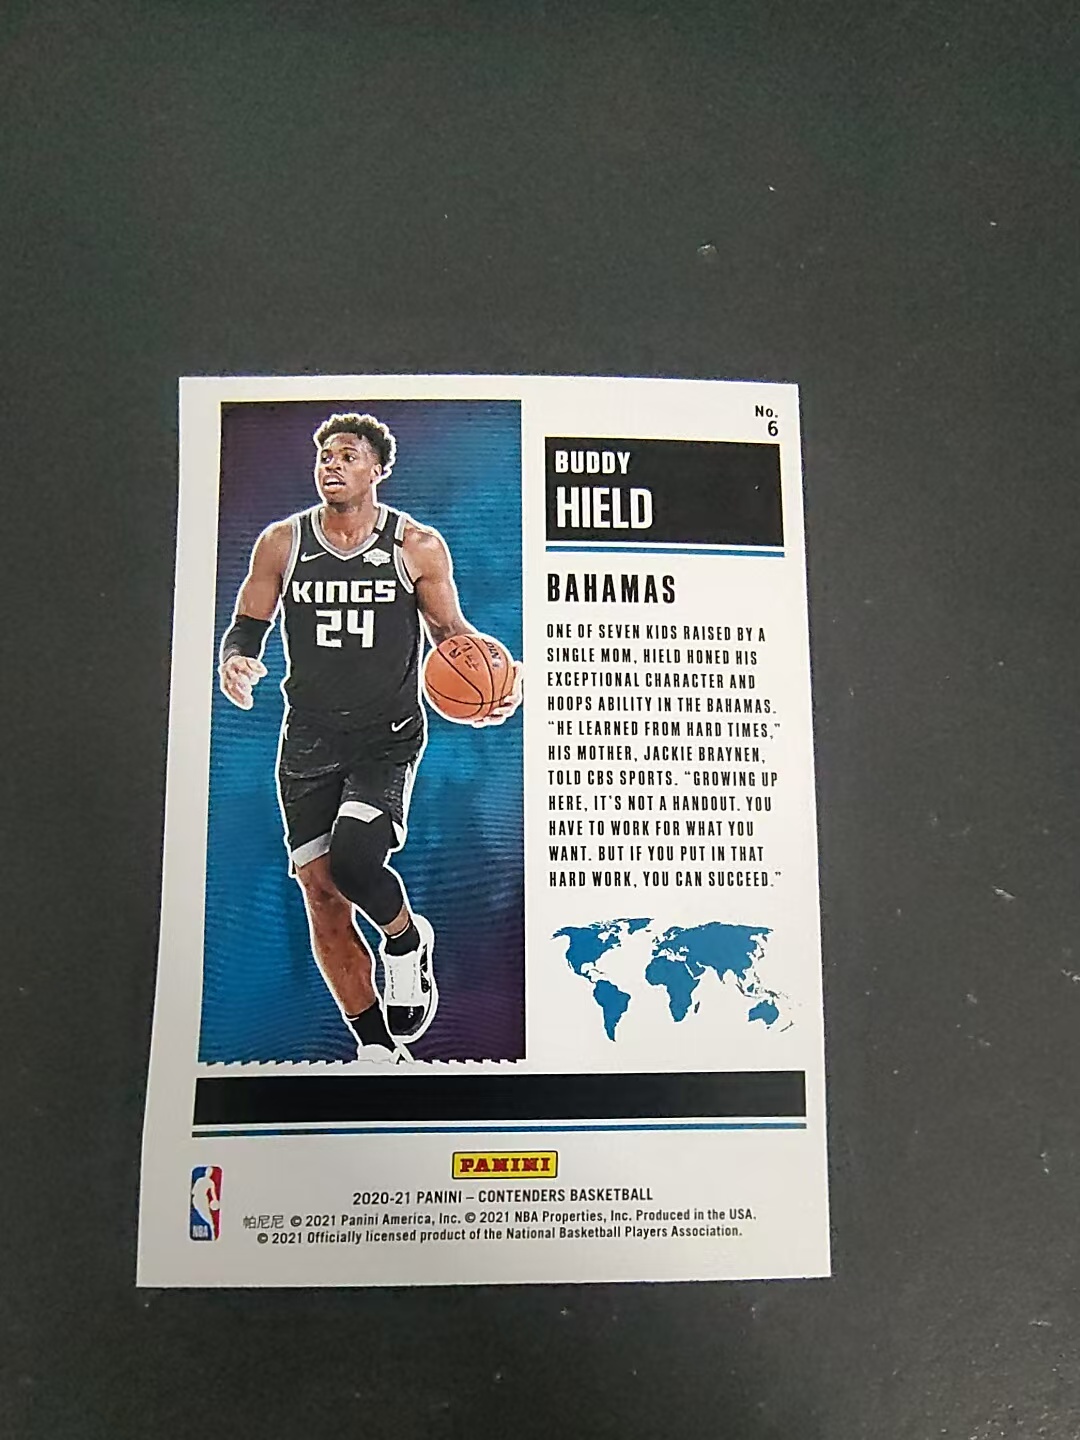 No.
6
BUDDY
HIELD
BAHAMAS
ONE OF SEVEN KIDS RAISED BY A
SINGLE MOM, HIELD HONED HIS
EXCEPTIONAL CHARACTER AND
HOOPS ABILITY IN THE BAHAMAS.
“HE LEARNED FROM HARD TIMES,”
HIS MOTHER, JACKIE BRAYNEN,
TOLD CBS SPORTS. “GROWING UP
HERE, IT'S NOT A HANDOUT. YOU
HAVE TO WORK FOR WHAT YOU
WANT. BUT IF YOU PUT IN THAT
HARD WORK, YOU CAN SUCCEED.”
KINGS
24
PANINI
NBA
2020-21 PANINI – CONTENDERS BASKETBALL
帕尼尼 © 2021 Panini America, Inc. © 2021 NBA Properties, Inc. Produced in the USA.
© 2021 Officially licensed product of the National Basketball Players Association.